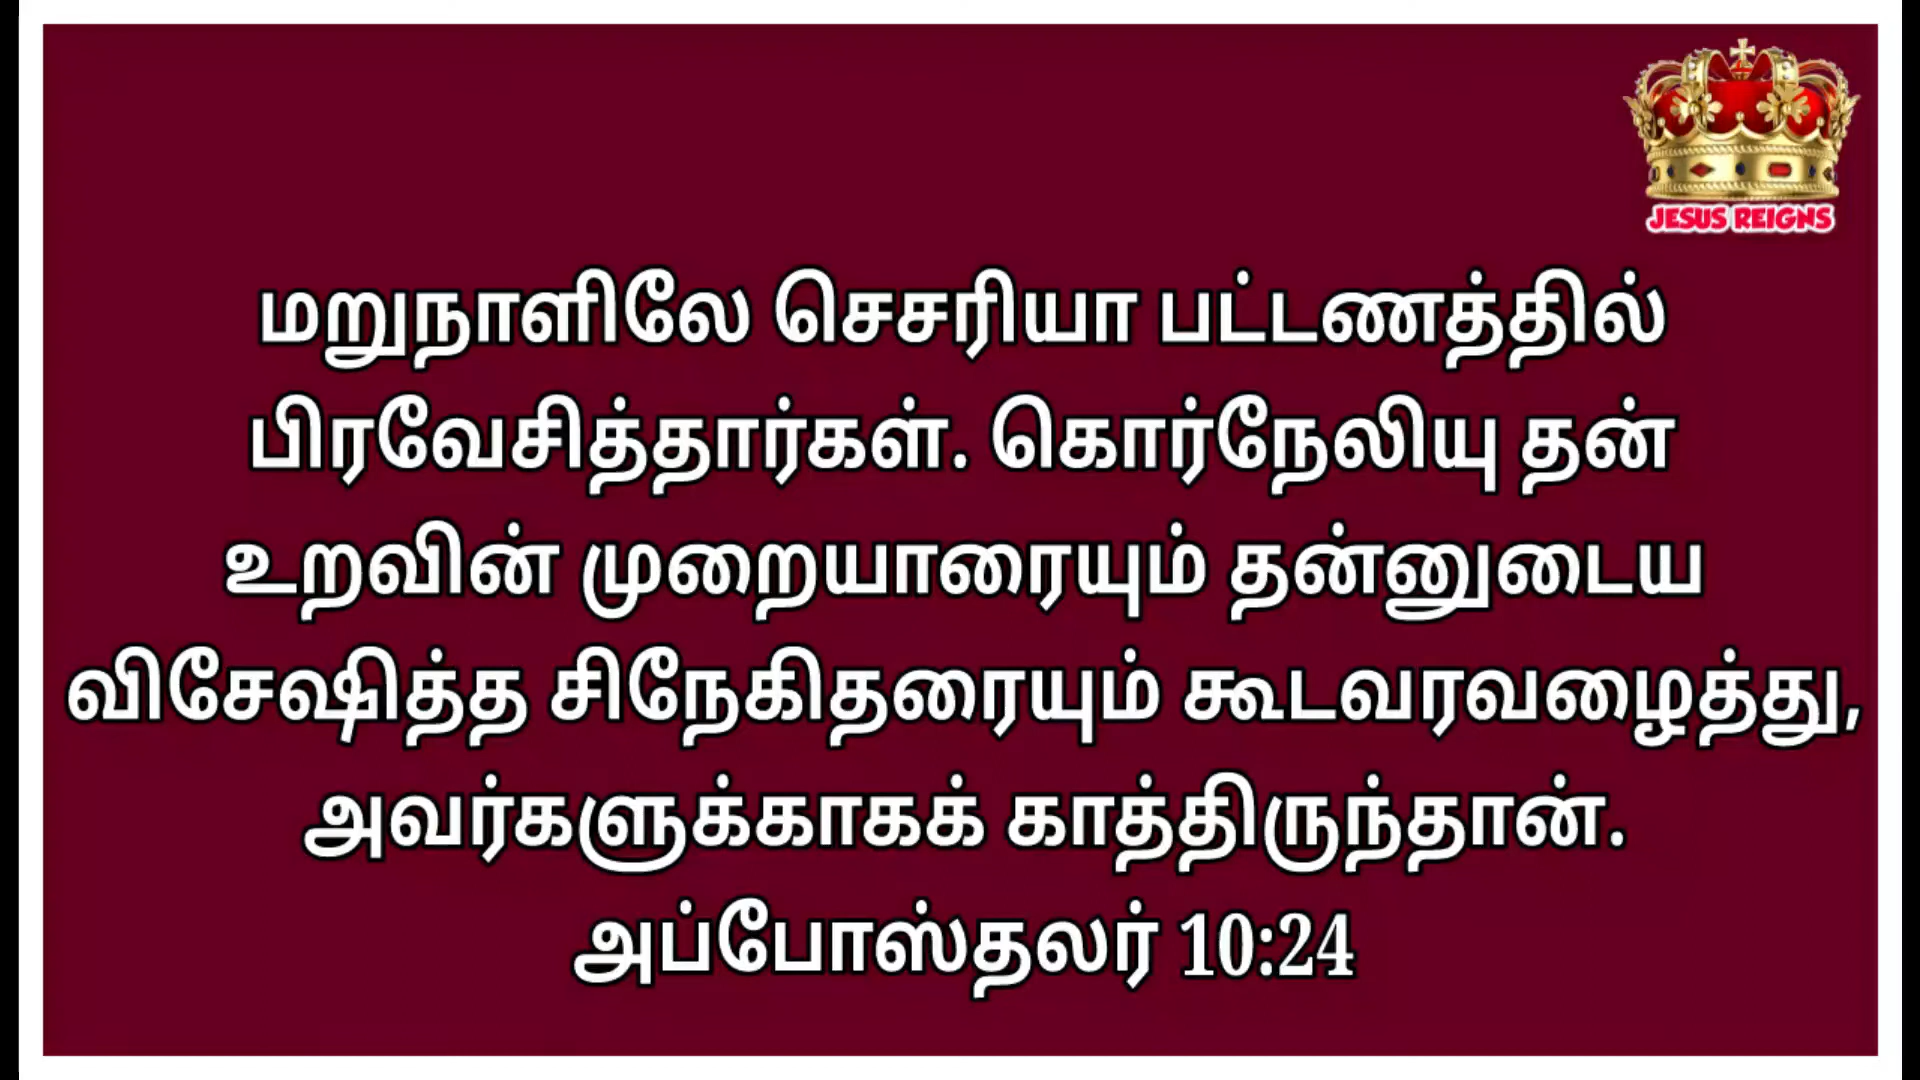 JESUS REIGNS
மறுநாளிலே செசரியா பட்டணத்தில்
பிரவேசித்தார்கள். கொர்நேலியு தன்
உறவின் முறையாரையும் தன்னுடைய
விசேஷித்த சிநேகிதரையும் கூடவரவழைத்து,
அவர்களுக்காகக் காத்திருந்தான்.
அப்போஸ்தலர் 10:24